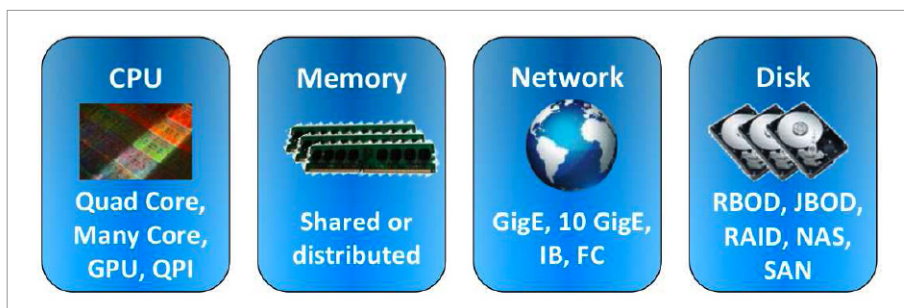 CPU
Quad Core,
Many Core,
GPU, QPI
Memory
Shared or
distributed
Network
GigE, 10 GigE,
IB, FC
Disk
RBOD, JBOD,
RAID, NAS,
SAN